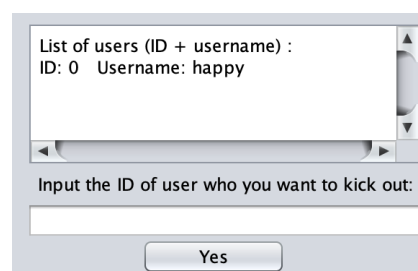 List of users (ID + username) :
ID: 0 Username: happy
Input the ID of user who you want to kick out:
Yes